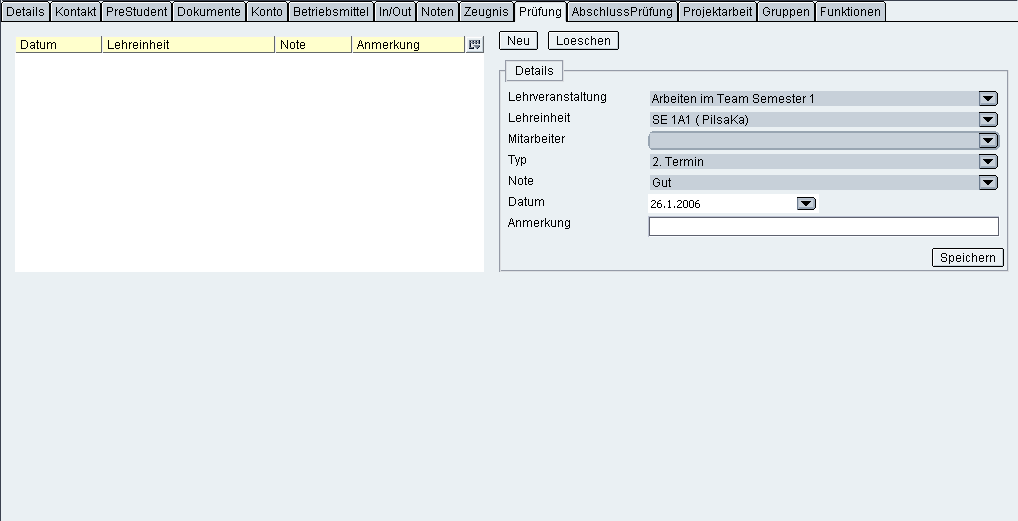 Details Kontakt PreStudent Dokumente Konto Betriebsmittel In/Out Noten Zeugnis Prüfung AbschlussPrüfung Projektarbeit Gruppen Funktionen
Datum Lehreinheit Note Anmerkung
Neu Loeschen
Details
Lehrveranstaltung Arbeiten im Team Semester 1
Lehreinheit SE 1A1 ( PilsaKa)
Mitarbeiter
Typ 2. Termin
Note Gut
Datum 26.1.2006
Anmerkung
Speichern